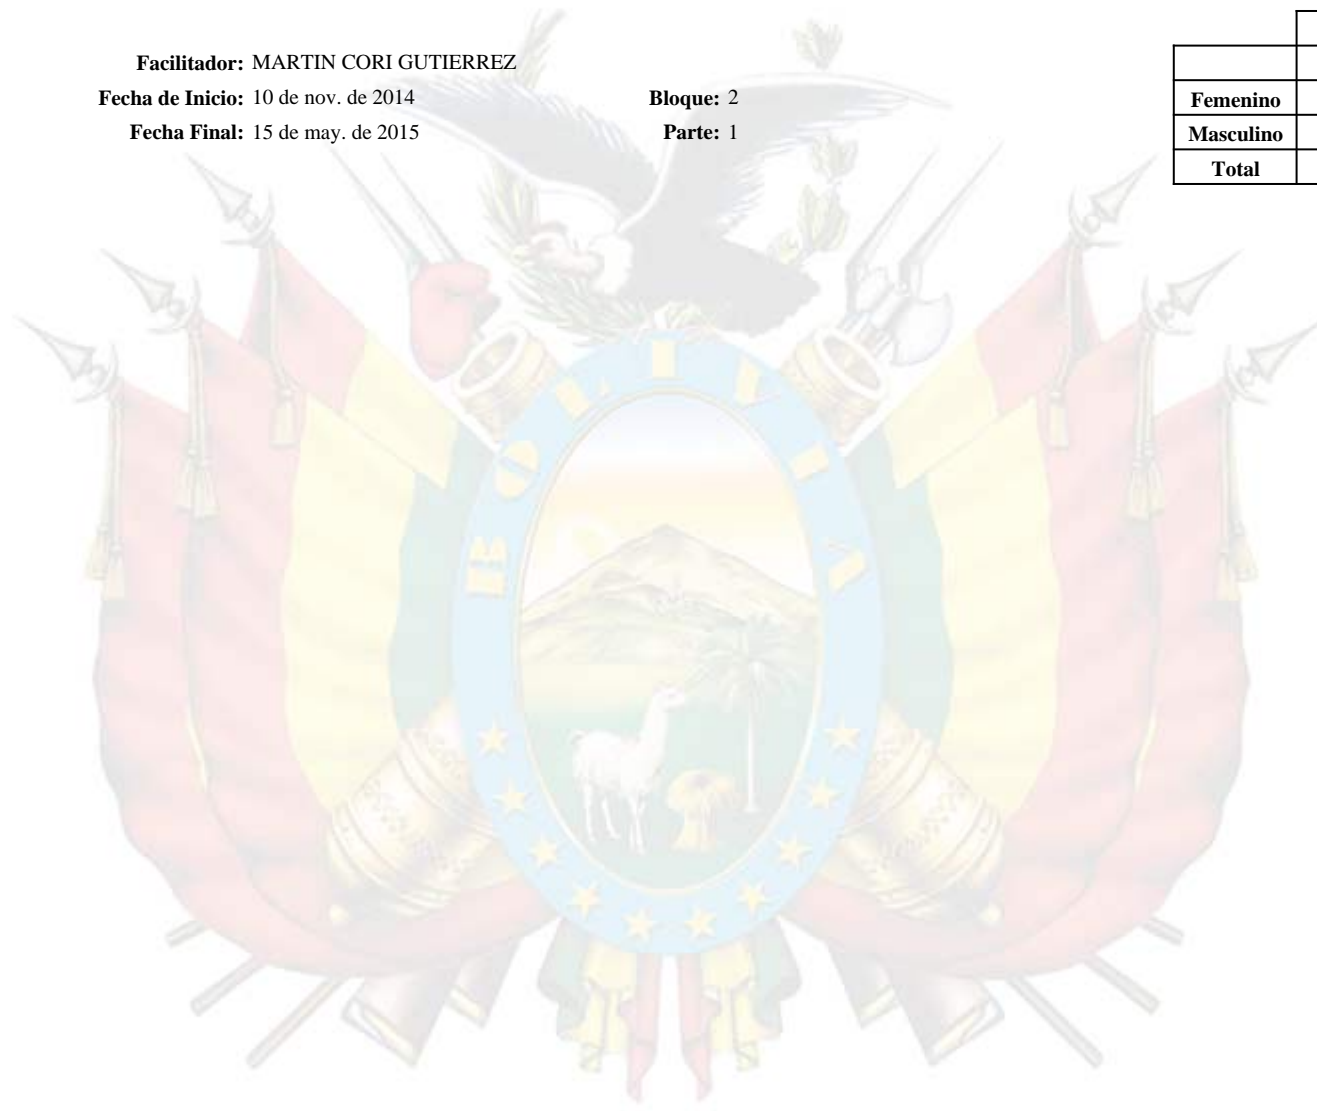 Facilitador: MARTIN CORI GUTIERREZ
Fecha de Inicio: 10 de nov. de 2014 Bloque: 2
Fecha Final: 15 de may. de 2015 Parte: 1
Femenino
Masculino
Total
BOLIVIA